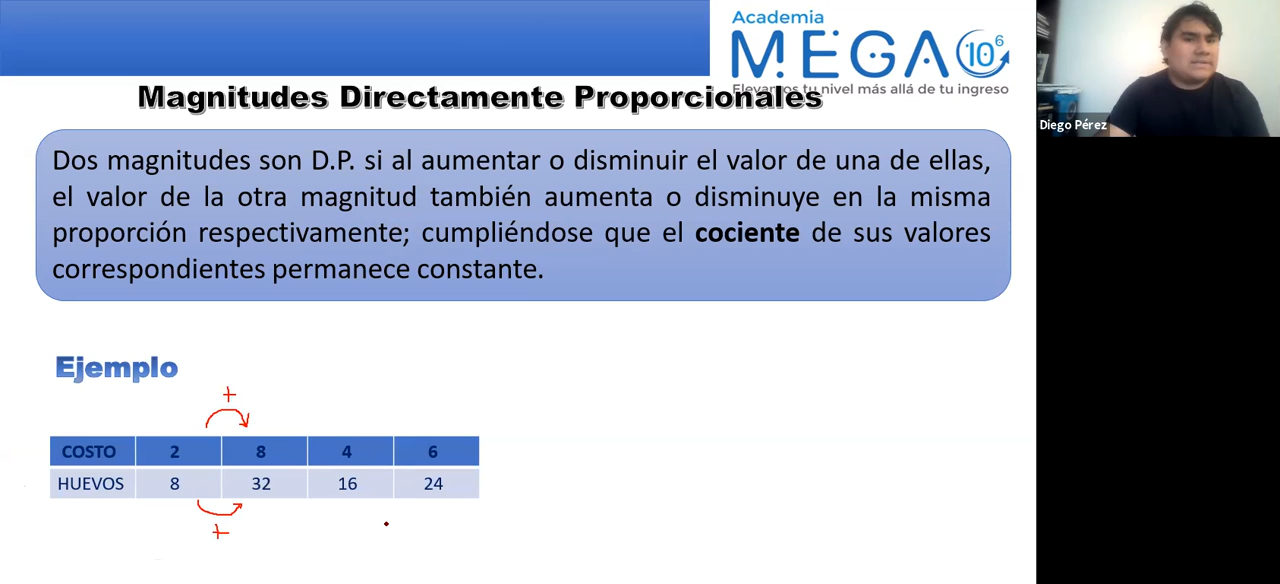 Academia
MEGA 10⁶
Elevamos tu nivel más allá de tu ingreso
Magnitudes Directamente Proporcionales
Diego Pérez
Dos magnitudes son D.P. si al aumentar o disminuir el valor de una de ellas,
el valor de la otra magnitud también aumenta o disminuye en la misma
proporción respectivamente; cumpliéndose que el cociente de sus valores
correspondientes permanece constante.
Ejemplo
+
COSTO 2 8 4 6
HUEVOS 8 32 16 24
+